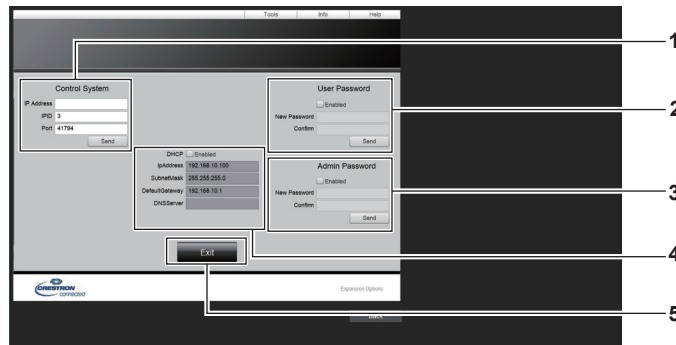 Tools Info Help
1
Control System
IP Address
IPID 3
Port 41794
Send
User Password
Enabled
New Password
Confirm
Send
2
DHCP Enabled
IpAddress 192.168.10.100
SubnetMask 255.255.255.0
DefaultGateway 192.168.10.1
DNSServer
Admin Password
Enabled
New Password
Confirm
Send
3
4
Exit
CRESTRON
connected
Expansion Options
5
Back